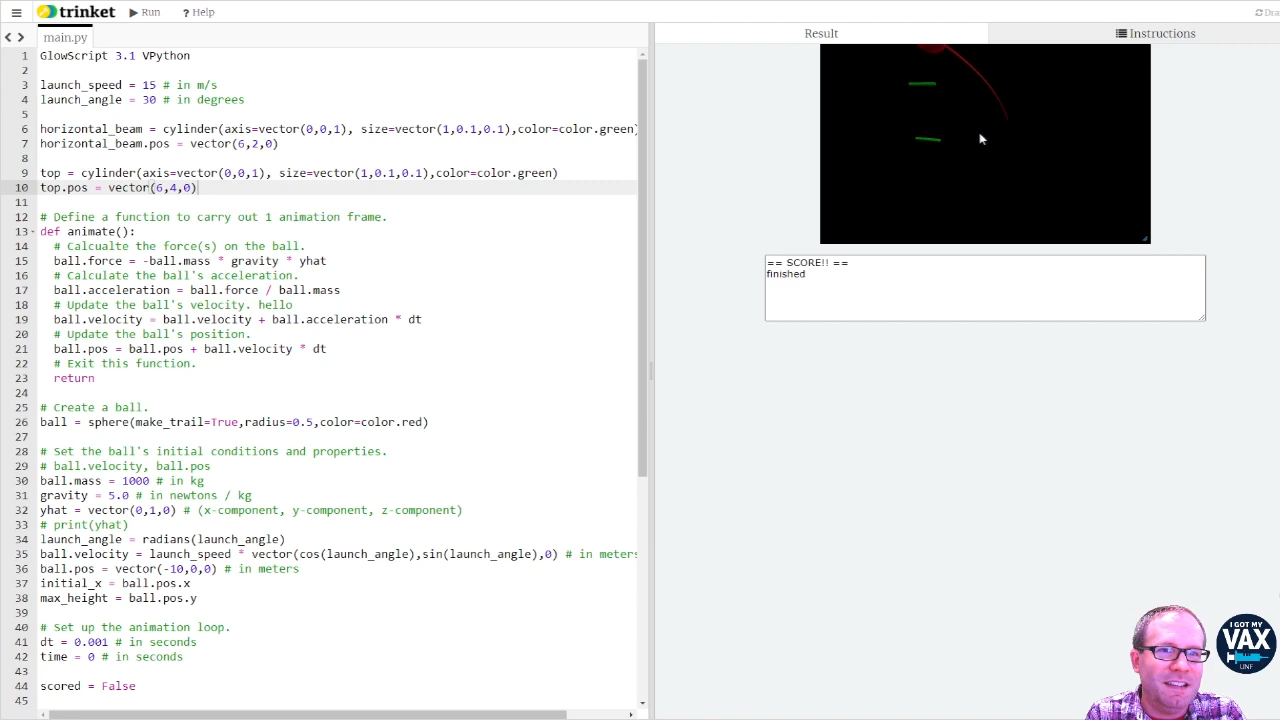 trinket
Run
? Help
Dra
main.py
Result
Instructions
1 GlowScript 3.1 VPython
2
3 launch_speed = 15 # in m/s
4 launch_angle = 30 # in degrees
5
6 horizontal_beam = cylinder(axis=vector(0,0,1), size=vector(1,0.1,0.1),color=color.green)
7 horizontal_beam.pos = vector(6,2,0)
8
9 top = cylinder(axis=vector(0,0,1), size=vector(1,0.1,0.1),color=color.green)
10 top.pos = vector(6,4,0)
11
12 # Define a function to carry out 1 animation frame.
13 def animate():
14 # Calcualte the force(s) on the ball.
15 ball.force = -ball.mass * gravity * yhat
16 # Calculate the ball's acceleration.
17 ball.acceleration = ball.force / ball.mass
18 # Update the ball's velocity. hello
19 ball.velocity = ball.velocity + ball.acceleration * dt
20 # Update the ball's position.
21 ball.pos = ball.pos + ball.velocity * dt
22 # Exit this function.
23 return
24
25 # Create a ball.
26 ball = sphere(make_trail=True,radius=0.5,color=color.red)
27
28 # Set the ball's initial conditions and properties.
29 # ball.velocity, ball.pos
30 ball.mass = 1000 # in kg
31 gravity = 5.0 # in newtons / kg
32 yhat = vector(0,1,0) # (x-component, y-component, z-component)
33 # print(yhat)
34 launch_angle = radians(launch_angle)
35 ball.velocity = launch_speed * vector(cos(launch_angle),sin(launch_angle),0) # in meters
36 ball.pos = vector(-10,0,0) # in meters
37 initial_x = ball.pos.x
38 max_height = ball.pos.y
39
40 # Set up the animation loop.
41 dt = 0.001 # in seconds
42 time = 0 # in seconds
43
44 scored = False
45
== SCORE!! ==
finished
I GOT MY
VAX
UNF